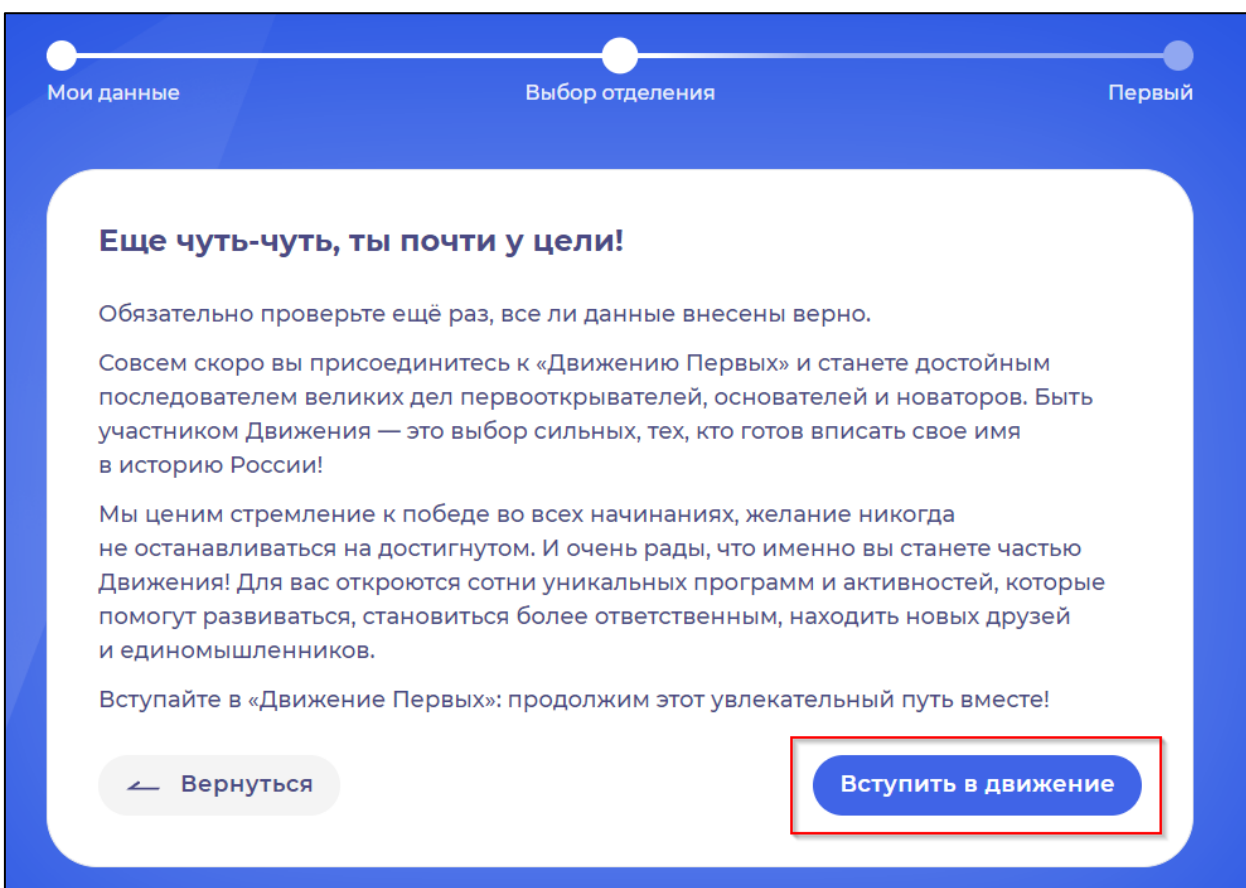 Мои данные
Выбор отделения
Первый
Еще чуть-чуть, ты почти у цели!
Обязательно проверьте ещё раз, все ли данные внесены верно.
Совсем скоро вы присоединитесь к «Движению Первых» и станете достойным
последователем великих дел первооткрывателей, основателей и новаторов. Быть
участником Движения — это выбор сильных, тех, кто готов вписать свое имя
в историю России!
Мы ценим стремление к победе во всех начинаниях, желание никогда
не останавливаться на достигнутом. И очень рады, что именно вы станете частью
Движения! Для вас откроются сотни уникальных программ и активностей, которые
помогут развиваться, становиться более ответственным, находить новых друзей
и единомышленников.
Вступайте в «Движение Первых»: продолжим этот увлекательный путь вместе!
Вернуться
Вступить в движение